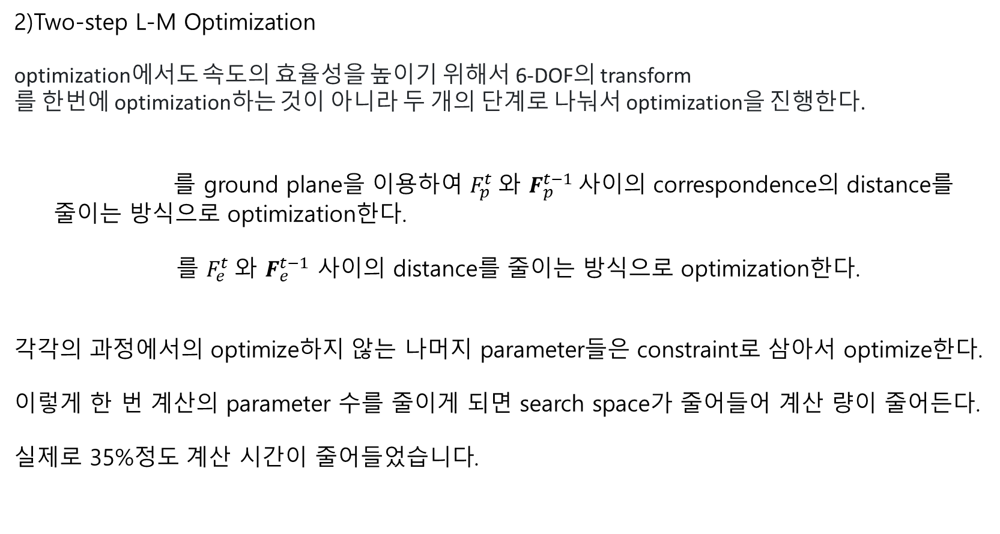 2)Two-step L-M Optimization
optimization에서도 속도의 효율성을 높이기 위해서 6-DOF의 transform
를 한번에 optimization하는 것이 아니라 두 개의 단계로 나눠서 optimization을 진행한다.
를 ground plane을 이용하여 $F_p^t$ 와 $\boldsymbol{F}_p^{t-1}$ 사이의 correspondence의 distance를
줄이는 방식으로 optimization한다.
를 $F_e^t$ 와 $\boldsymbol{F}_e^{t-1}$ 사이의 distance를 줄이는 방식으로 optimization한다.
각각의 과정에서의 optimize하지 않는 나머지 parameter들은 constraint로 삼아서 optimize한다.
이렇게 한 번 계산의 parameter 수를 줄이게 되면 search space가 줄어들어 계산 량이 줄어든다.
실제로 35%정도 계산 시간이 줄어들었습니다.